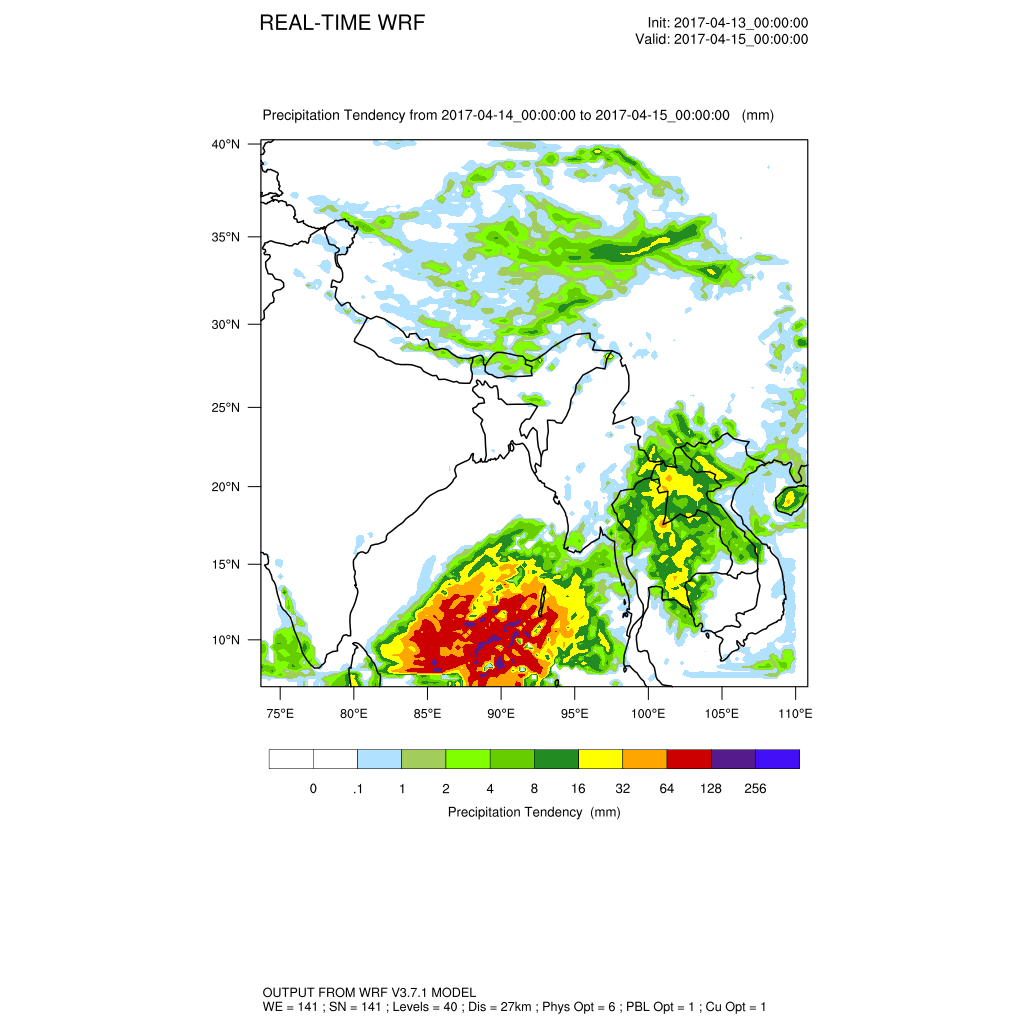 REAL-TIME WRF
Init: 2017-04-13_00:00:00
Valid: 2017-04-15_00:00:00
Precipitation Tendency from 2017-04-14_00:00:00 to 2017-04-15_00:00:00 (mm)
40°N
35°N
30°N
25°N
20°N
15°N
10°N
75°E 80°E 85°E 90°E 95°E 100°E 105°E 110°E
0 .1 1 2 4 8 16 32 64 128 256
Precipitation Tendency (mm)
OUTPUT FROM WRF V3.7.1 MODEL
WE = 141 ; SN = 141 ; Levels = 40 ; Dis = 27km ; Phys Opt = 6 ; PBL Opt = 1 ; Cu Opt = 1